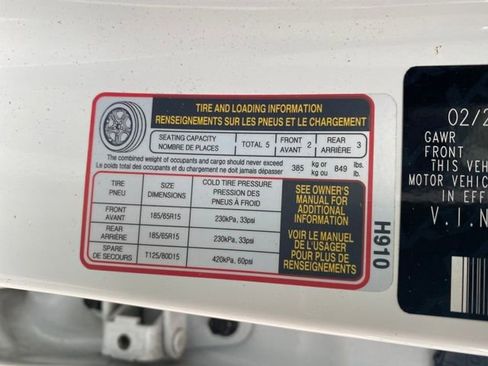 TIRE AND LOADING INFORMATION
RENSEIGNEMENTS SUR LES PNEUS ET LE CHARGEMENT
SEATING CAPACITY
NOMBRE DE PLACES
TOTAL 5
FRONT
AVANT 2
REAR
ARRIÈRE 3
The combined weight of occupants and cargo should never exceed
Le poids total des occupants et du chargement ne doit jamais dépasser
385 kg or
kg ou
849 lbs.
lb.
TIRE
PNEU
SIZE
DIMENSIONS
COLD TIRE PRESSURE
PRESSION DES
PNEUS À FROID
FRONT
AVANT
185/65R15
230kPa, 33psi
REAR
ARRIÈRE
185/65R15
230kPa, 33psi
SPARE
DE SECOURS
T125/80D15
420kPa, 60psi
SEE OWNER'S
MANUAL FOR
ADDITIONAL
INFORMATION
VOIR LE MANUEL
DE L'USAGER
POUR PLUS DE
RENSEIGNEMENTS
H910
02/2
GAWR
FRONT
THIS VEH
MOTOR VEHIC
IN EFF
V.I.N